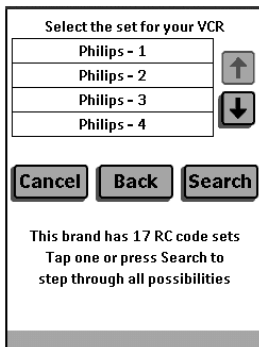 Select the set for your VCR
Philips - 1
Philips - 2
Philips - 3
Philips - 4
Cancel Back Search
This brand has 17 RC code sets
Tap one or press Search to
step through all possibilities